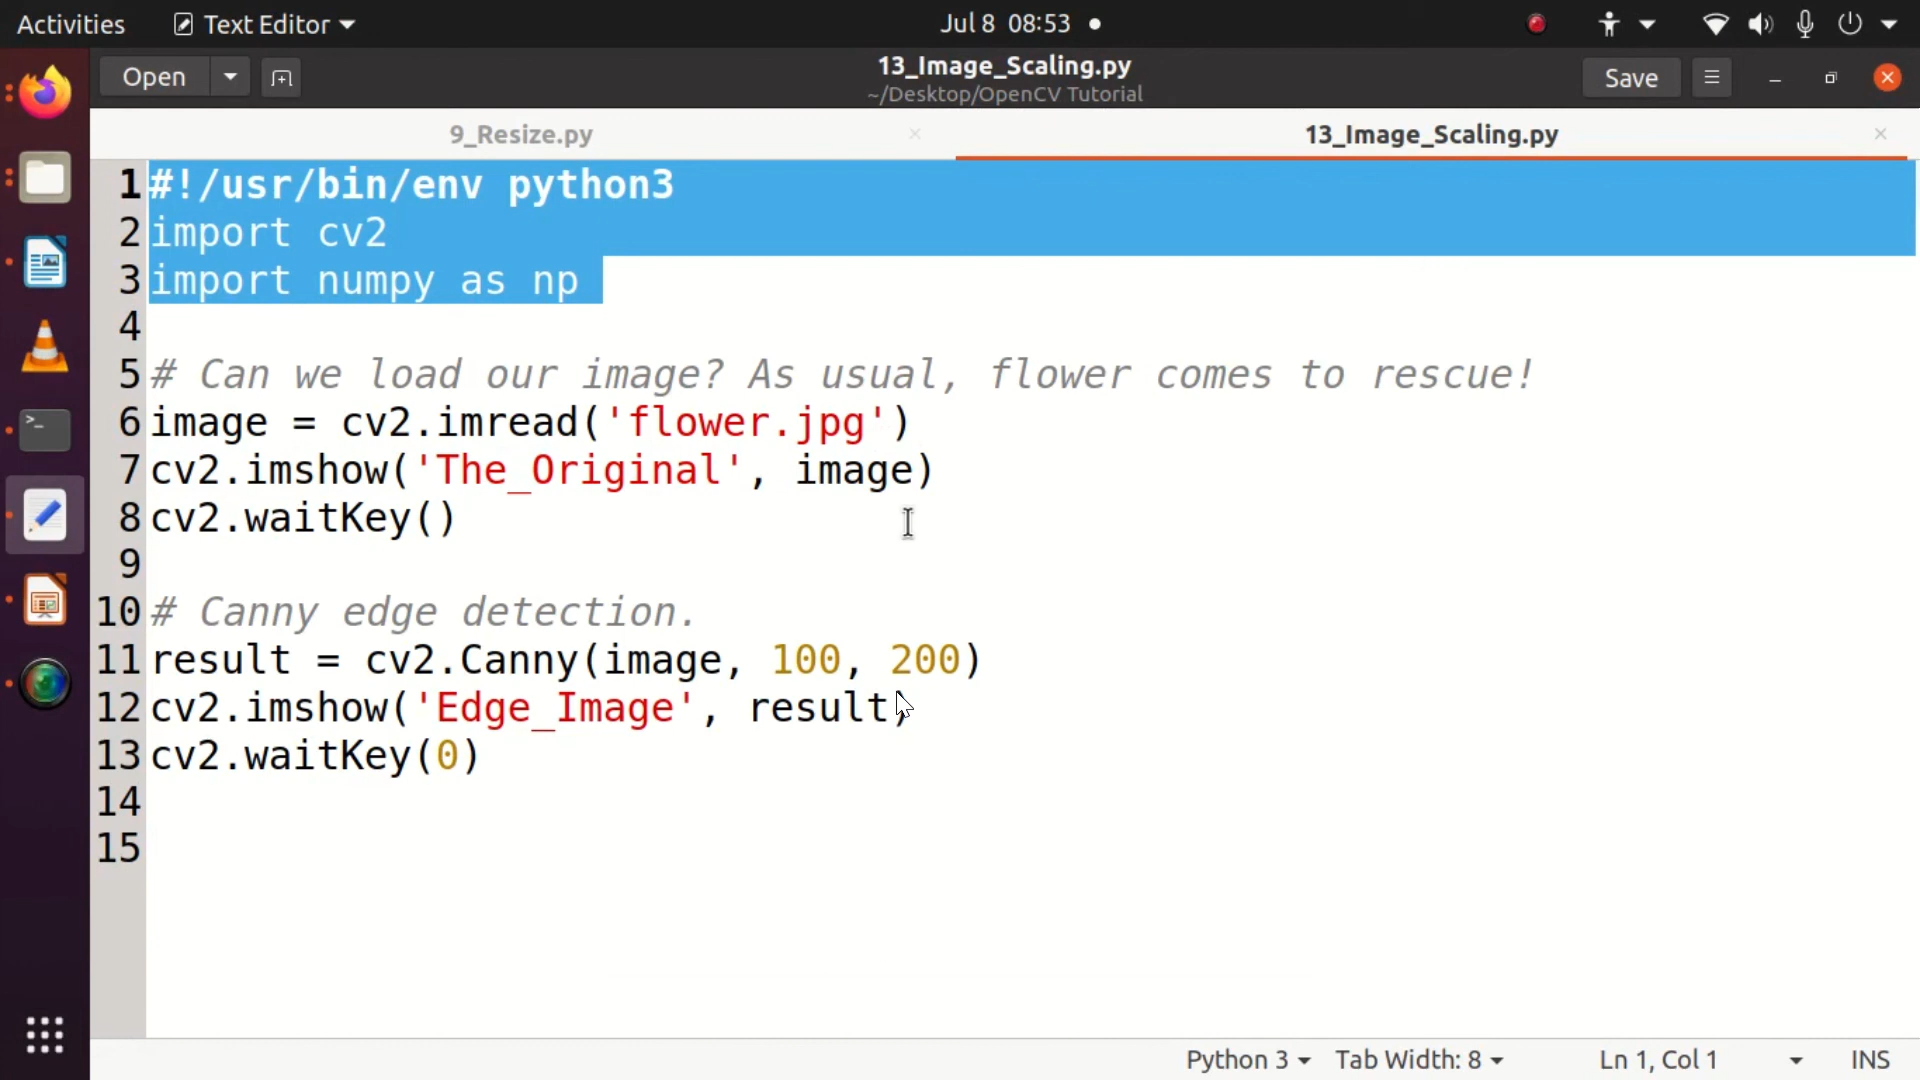 Activities Text Editor Jul 8 08:53
Open 13_Image_Scaling.py Save
~/Desktop/OpenCV Tutorial
9_Resize.py 13_Image_Scaling.py
1 #!/usr/bin/env python3
2 import cv2
3 import numpy as np
4
5 # Can we load our image? As usual, flower comes to rescue!
6 image = cv2.imread('flower.jpg')
7 cv2.imshow('The_Original', image)
8 cv2.waitKey()
9
10 # Canny edge detection.
11 result = cv2.Canny(image, 100, 200)
12 cv2.imshow('Edge_Image', result)
13 cv2.waitKey(0)
14
15
Python 3 Tab Width: 8 Ln 1, Col 1 INS